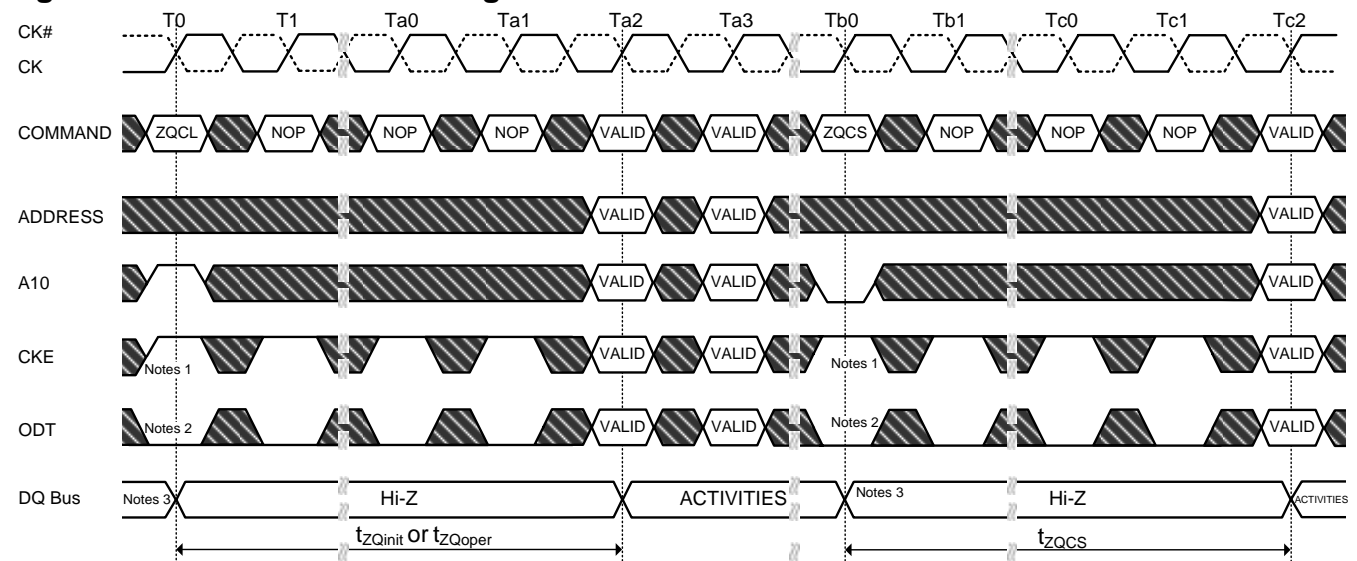 T0 T1 Ta0 Ta1 Ta2 Ta3 Tb0 Tb1 Tc0 Tc1 Tc2
CK#
CK
COMMAND ZQCL NOP NOP NOP VALID VALID ZQCS NOP NOP NOP VALID
ADDRESS VALID VALID VALID
A10 VALID VALID VALID
CKE Notes 1 VALID VALID Notes 1 VALID
ODT Notes 2 VALID VALID Notes 2 VALID
DQ Bus Notes 3 Hi-Z ACTIVITIES Notes 3 Hi-Z ACTIVITIES
tZQinit or tZQoper tZQCS